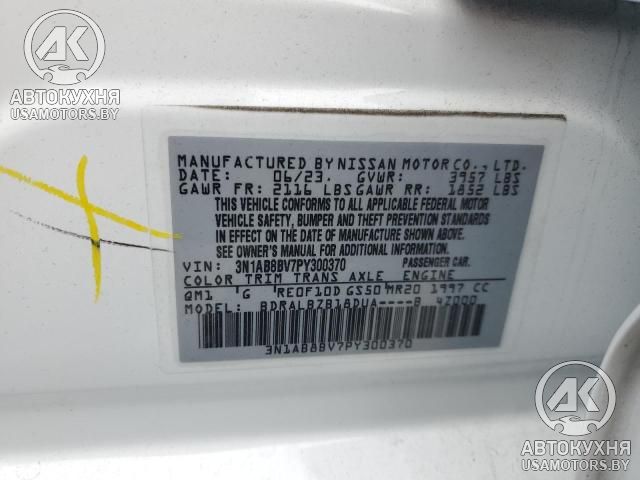 AK
АВТОКУХНЯ
USAMOTORS.BY
MANUFACTURED BY NISSAN MOTOR CO., LTD.
DATE: 06/23. GVWR: 3957 LBS
GAWR FR: 2116 LBS GAWR RR: 1852 LBS
THIS VEHICLE CONFORMS TO ALL APPLICABLE FEDERAL MOTOR
VEHICLE SAFETY, BUMPER AND THEFT PREVENTION STANDARDS
IN EFFECT ON THE DATE OF MANUFACTURE SHOWN ABOVE.
SEE OWNER'S MANUAL FOR ADDITIONAL INFORMATION.
VIN: 3N1AB8BV7PY300370 PASSENGER CAR.
COLOR TRIM TRANS AXLE ENGINE
QM1 G RE0F10D GS50 MR20 1997 CC
MODEL: BDRALBZB18DUA----B 4Z000
3N1AB8BV7PY300370
AK
АВТОКУХНЯ
USAMOTORS.BY